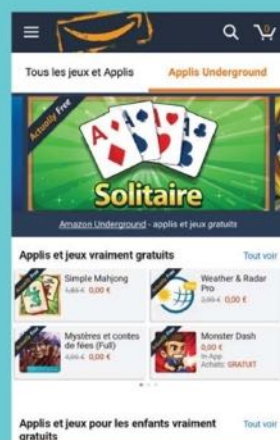 Tous les jeux et Applis
Applis Underground
Actually Free
A
A
A
A
Solitaire
Amazon Underground - applis et jeux gratuits
Applis et jeux vraiment gratuits
Tout voir
Simple Mahjong
0,00 €
Weather & Radar
Pro
0,00 €
Mystères et contes
de fées (Full)
0,00 €
Monster Dash
0,00 €
In-App
Achats: GRATUIT
Applis et jeux pour les enfants vraiment
gratuits
Tout voir